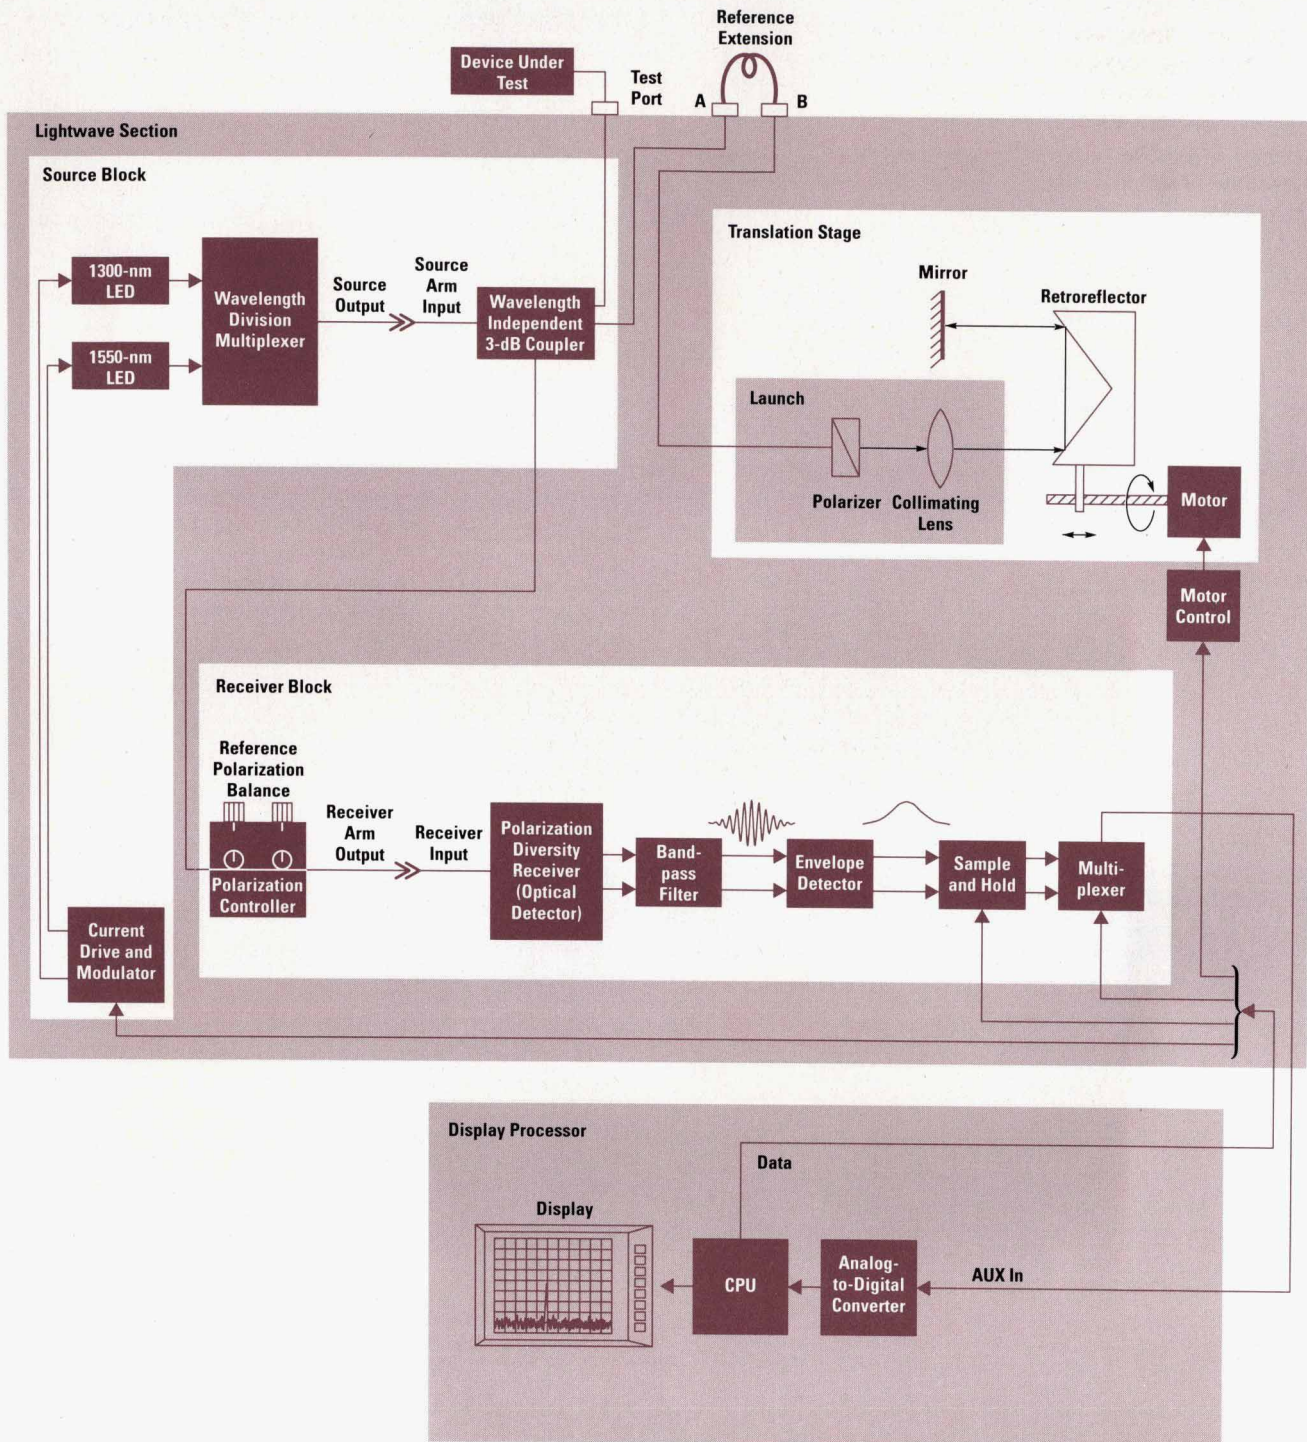 Reference
Extension
Device Under
Test
Test
Port
A
B
Lightwave Section
Source Block
1300-nm
LED
1550-nm
LED
Wavelength
Division
Multiplexer
Source
Output
Source
Arm
Input
Wavelength
Independent
3-dB Coupler
Translation Stage
Mirror
Retroreflector
Launch
Polarizer
Collimating
Lens
Motor
Motor
Control
Receiver Block
Reference
Polarization
Balance
Polarization
Controller
Receiver
Arm
Output
Receiver
Input
Polarization
Diversity
Receiver
(Optical
Detector)
Band-
pass
Filter
Envelope
Detector
Sample
and Hold
Multi-
plexer
Current
Drive and
Modulator
Display Processor
Data
Display
CPU
Analog-
to-Digital
Converter
AUX In